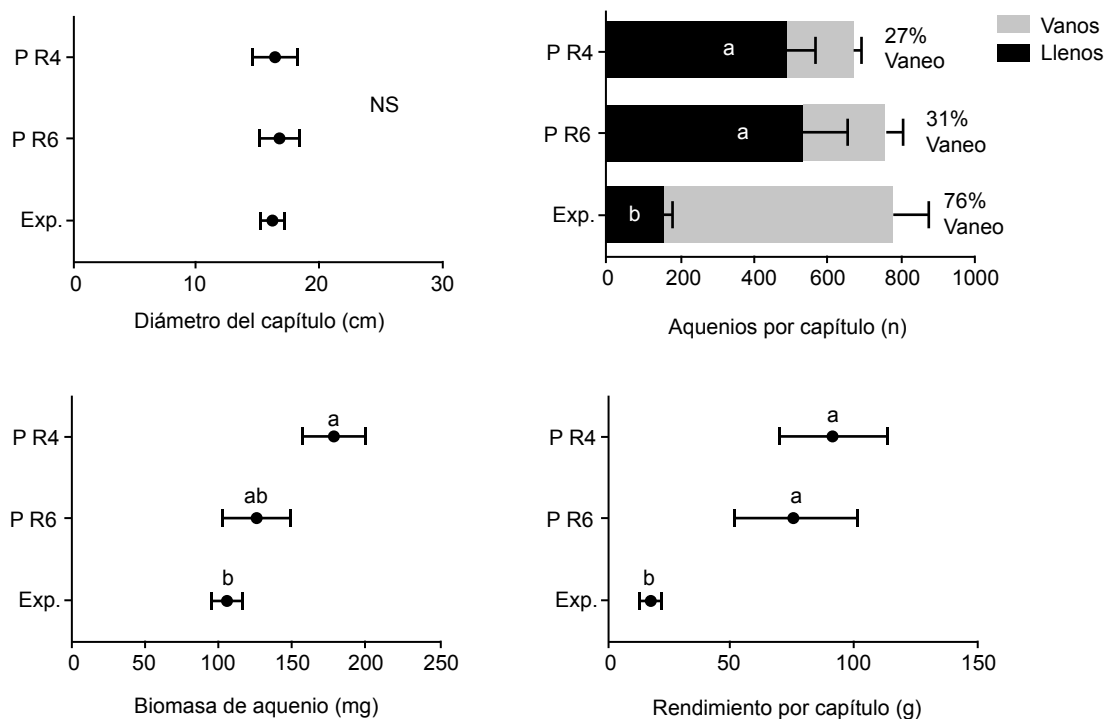 P R4
P R6
Exp.
NS
0 10 20 30
Diámetro del capítulo (cm)
Vanos
Llenos
P R4
a
27%
Vaneo
P R6
a
31%
Vaneo
Exp.
b
76%
Vaneo
0 200 400 600 800 1000
Aquenios por capítulo (n)
P R4
a
P R6
ab
Exp.
b
0 50 100 150 200 250
Biomasa de aquenio (mg)
P R4
a
P R6
a
Exp.
b
0 50 100 150
Rendimiento por capítulo (g)